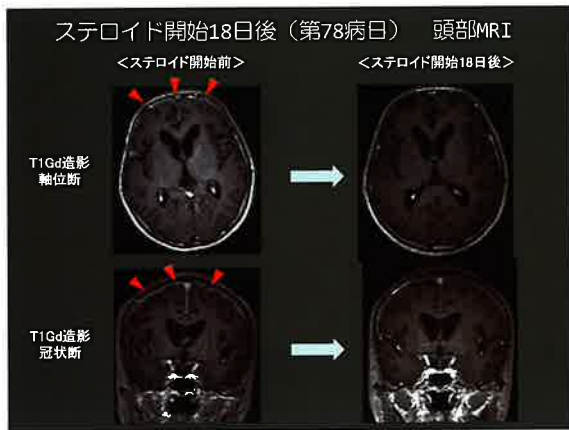 ステロイド開始18日後（第78病日）　頭部MRI
＜ステロイド開始前＞
＜ステロイド開始18日後＞
T1Gd造影
軸位断
T1Gd造影
冠状断